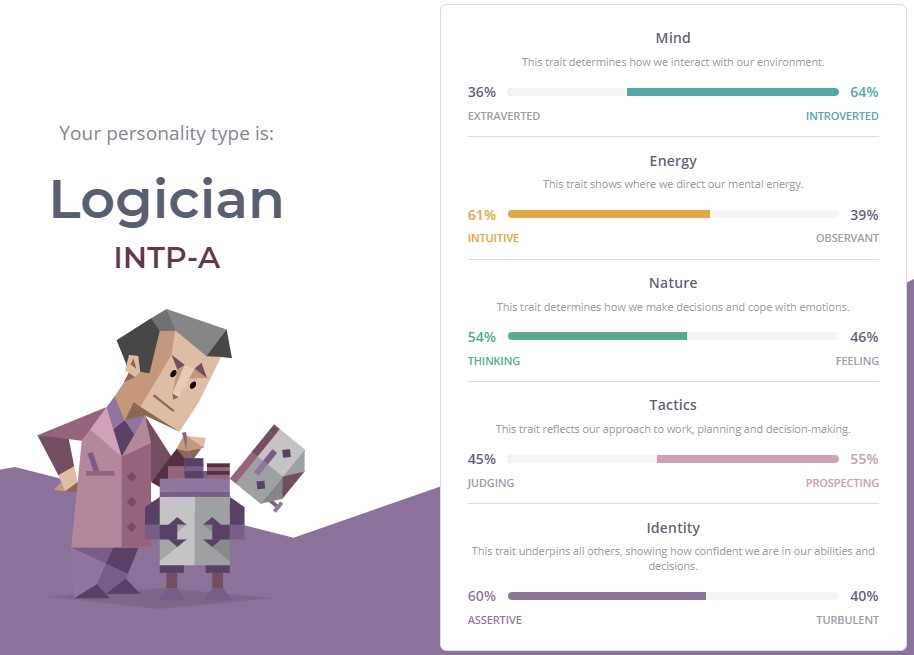 Your personality type is:
Logician
INTP-A
Mind
This trait determines how we interact with our environment.
36% 64%
EXTRAVERTED INTROVERTED
Energy
This trait shows where we direct our mental energy.
61% 39%
INTUITIVE OBSERVANT
Nature
This trait determines how we make decisions and cope with emotions.
54% 46%
THINKING FEELING
Tactics
This trait reflects our approach to work, planning and decision-making.
45% 55%
JUDGING PROSPECTING
Identity
This trait underpins all others, showing how confident we are in our abilities and
decisions.
60% 40%
ASSERTIVE TURBULENT